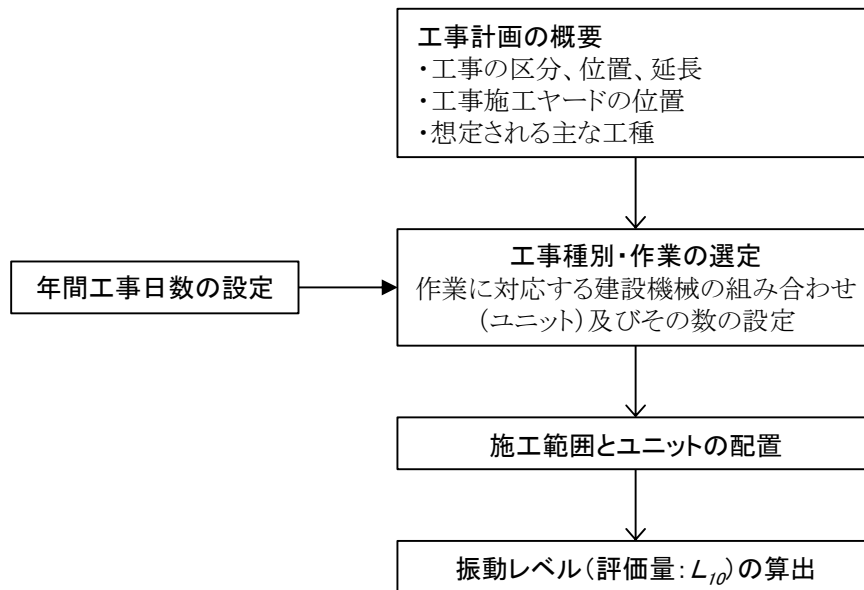 工事計画の概要
・工事の区分、位置、延長
・工事施工ヤードの位置
・想定される主な工種
年間工事日数の設定
工事種別・作業の選定
作業に対応する建設機械の組み合わせ
(ユニット)及びその数の設定
施工範囲とユニットの配置
振動レベル(評価量:L10)の算出